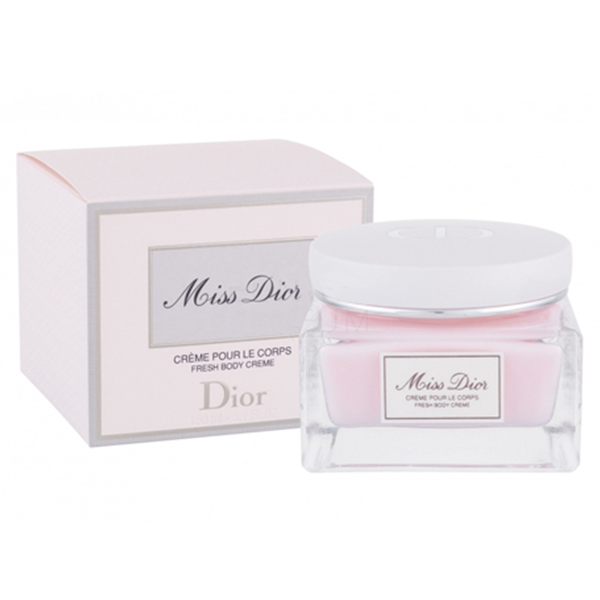 Miss Dior
CRÈME POUR LE CORPS
FRESH BODY CREME
Dior
CD
Miss Dior
CRÈME POUR LE CORPS
FRESH BODY CREME